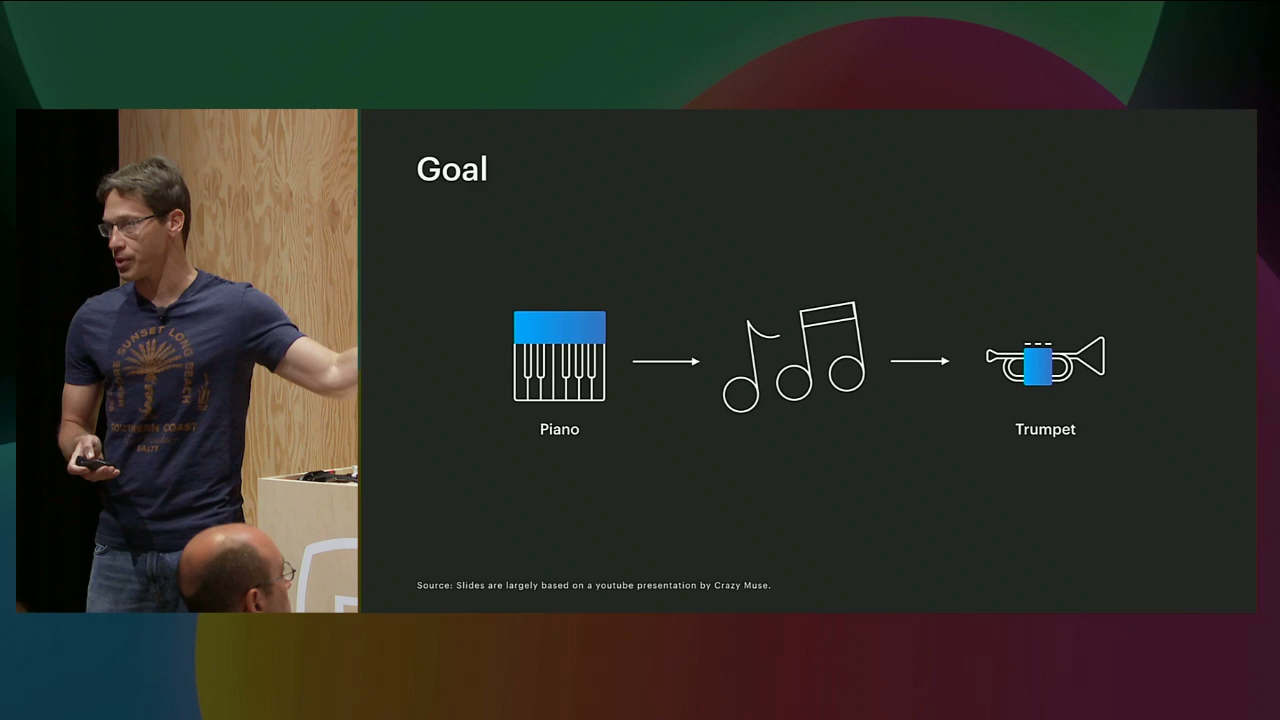 Goal
Piano
Trumpet
Source: Slides are largely based on a youtube presentation by Crazy Muse.
SUNSET LONG BEACH
SOUTHERN COAST
SALTY